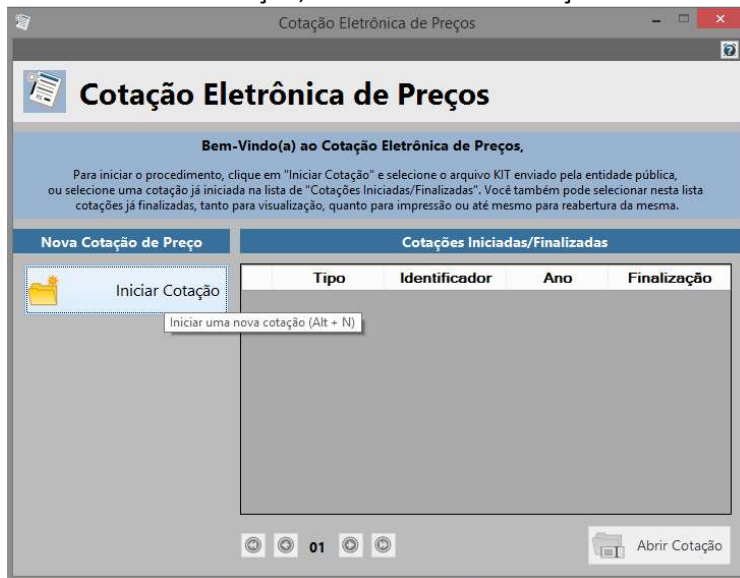 Cotação Eletrônica de Preços
Cotação Eletrônica de Preços
Bem-Vindo(a) ao Cotação Eletrônica de Preços,
Para iniciar o procedimento, clique em "Iniciar Cotação" e selecione o arquivo KIT enviado pela entidade pública,
ou selecione uma cotação já iniciada na lista de "Cotações Iniciadas/Finalizadas". Você também pode selecionar nesta lista
cotações já finalizadas, tanto para visualização, quanto para impressão ou até mesmo para reabertura da mesma.
Nova Cotação de Preço
Cotações Iniciadas/Finalizadas
Iniciar Cotação
Tipo Identificador Ano Finalização
Iniciar uma nova cotação (Alt + N)
01
Abrir Cotação